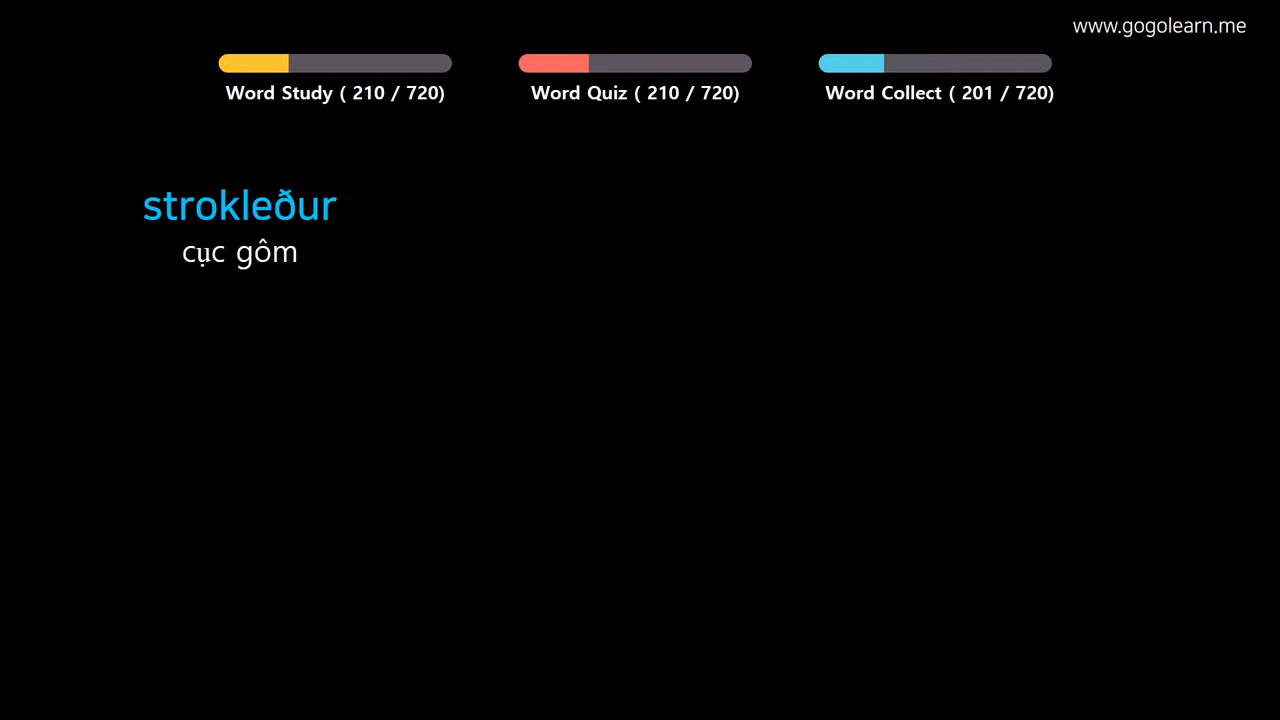 www.gogolearn.me
Word Study ( 210 / 720)
Word Quiz ( 210 / 720)
Word Collect ( 201 / 720)
strokleður
cục gôm